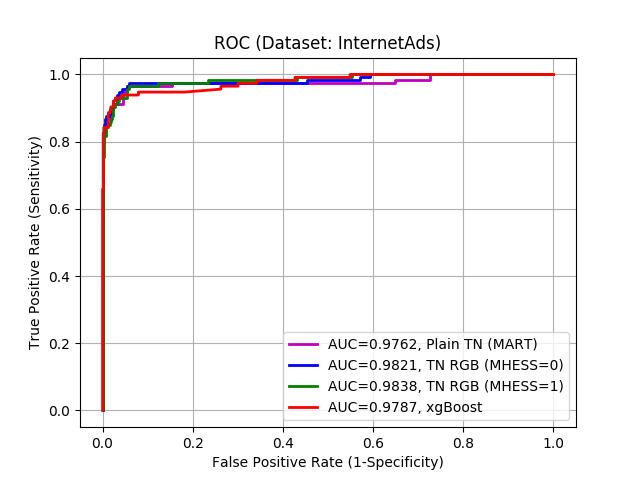 ROC (Dataset: InternetAds)
True Positive Rate (Sensitivity)
1.0
0.8
0.6
0.4
0.2
0.0
AUC=0.9762, Plain TN (MART)
AUC=0.9821, TN RGB (MHESS=0)
AUC=0.9838, TN RGB (MHESS=1)
AUC=0.9787, xgBoost
0.0 0.2 0.4 0.6 0.8 1.0
False Positive Rate (1-Specificity)